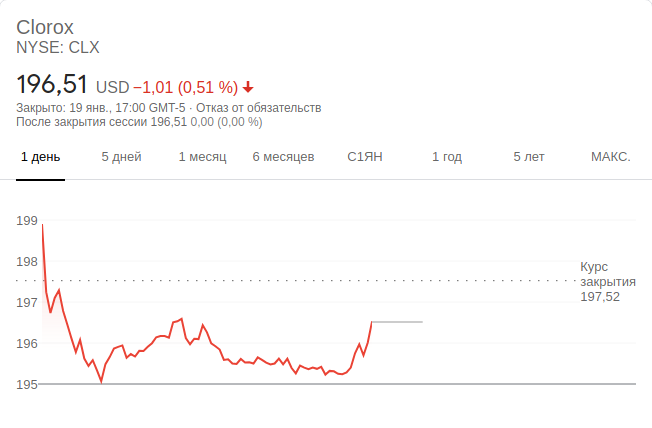 Clorox
NYSE: CLX
196,51 USD −1,01 (0,51 %)
Закрыто: 19 янв., 17:00 GMT-5 · Отказ от обязательств
После закрытия сессии 196,51 0,00 (0,00 %)
1 день 5 дней 1 месяц 6 месяцев С1ЯН 1 год 5 лет МАКС.
199
198
197
196
195
Курс
закрытия
197,52